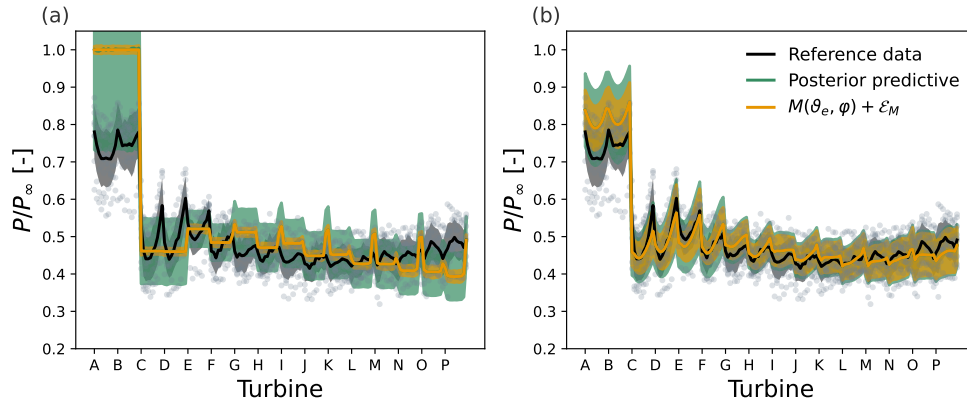 (a)
1.0
0.9
0.8
0.7
0.6
0.5
0.4
0.3
0.2
P/P∞ [-]
A B C D E F G H I J K L M N O P
Turbine
(b)
Reference data
Posterior predictive
M(ϑₑ, φ) + ℰ_M
1.0
0.9
0.8
0.7
0.6
0.5
0.4
0.3
0.2
P/P∞ [-]
A B C D E F G H I J K L M N O P
Turbine